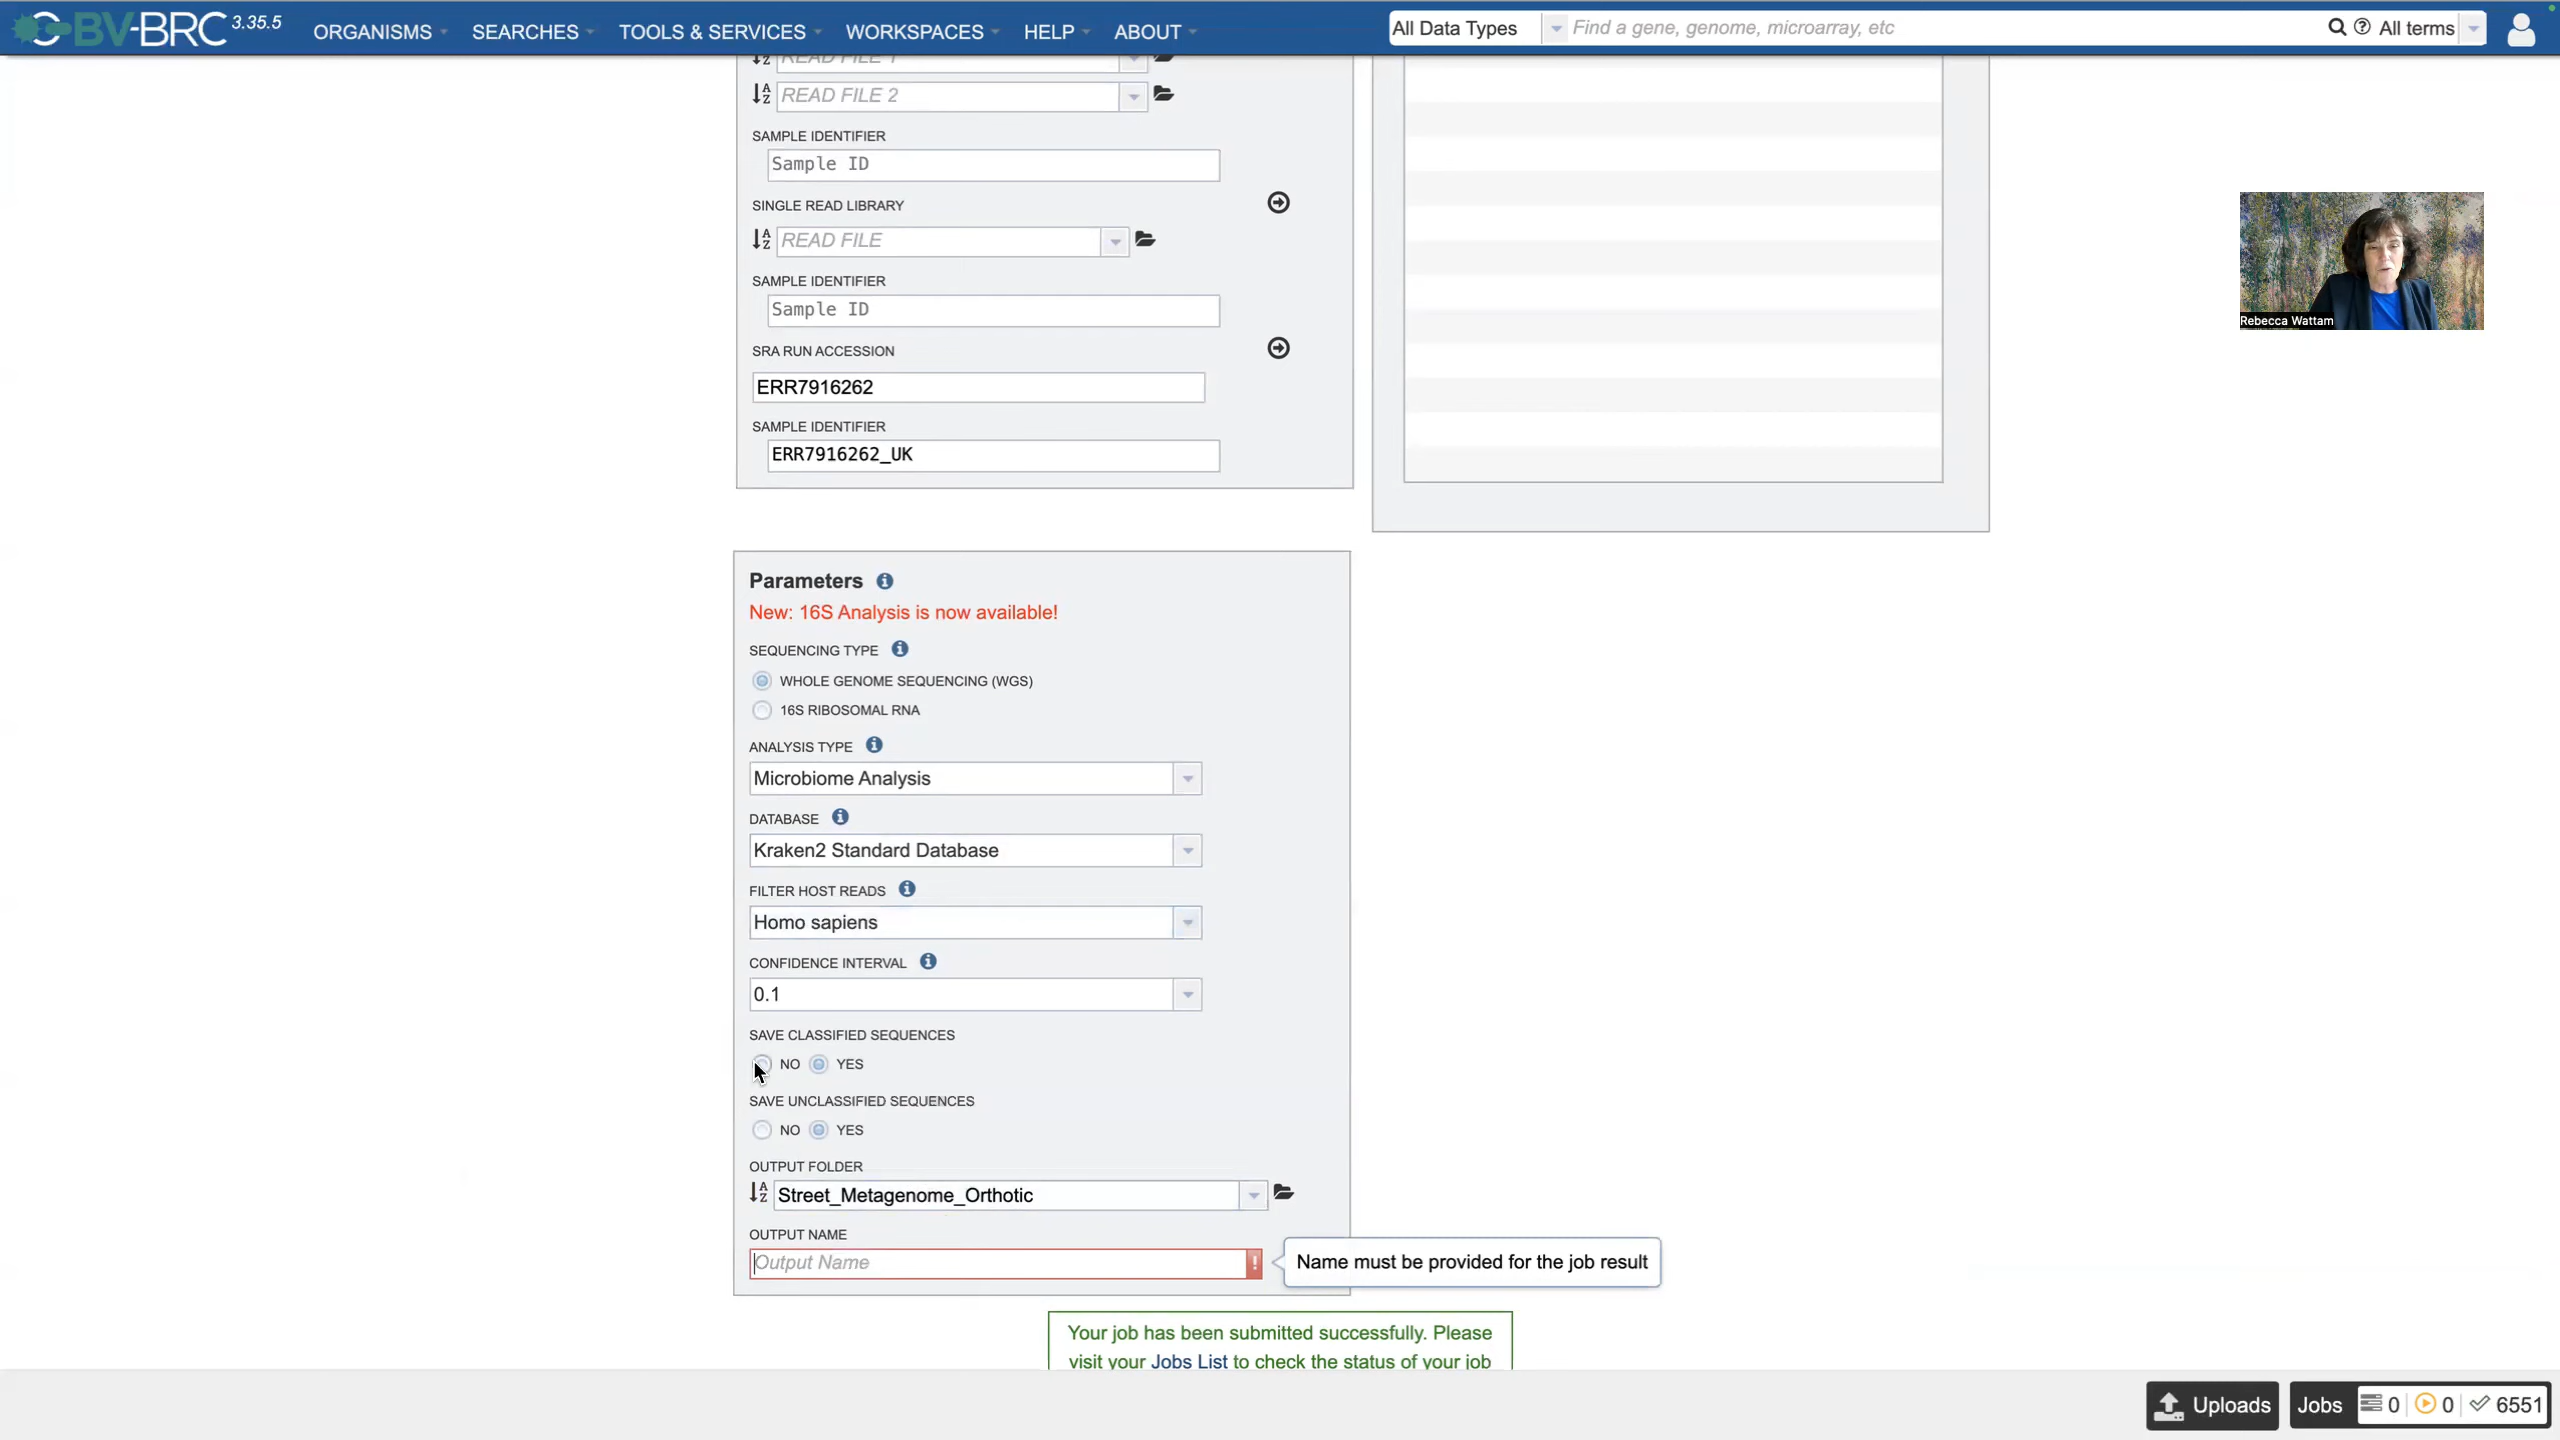 BV-BRC 3.35.5 ORGANISMS SEARCHES TOOLS & SERVICES WORKSPACES HELP ABOUT All Data Types Find a gene, genome, microarray, etc All terms
READ FILE 1
READ FILE 2
SAMPLE IDENTIFIER
Sample ID
SINGLE READ LIBRARY
READ FILE
SAMPLE IDENTIFIER
Sample ID
SRA RUN ACCESSION
ERR7916262
SAMPLE IDENTIFIER
ERR7916262_UK
Rebecca Wattam
Parameters
New: 16S Analysis is now available!
SEQUENCING TYPE
WHOLE GENOME SEQUENCING (WGS)
16S RIBOSOMAL RNA
ANALYSIS TYPE
Microbiome Analysis
DATABASE
Kraken2 Standard Database
FILTER HOST READS
Homo sapiens
CONFIDENCE INTERVAL
0.1
SAVE CLASSIFIED SEQUENCES
NO YES
SAVE UNCLASSIFIED SEQUENCES
NO YES
OUTPUT FOLDER
Street_Metagenome_Orthotic
OUTPUT NAME
Output Name ! Name must be provided for the job result
Your job has been submitted successfully. Please
visit your Jobs List to check the status of your job
Uploads Jobs 0 0 6551